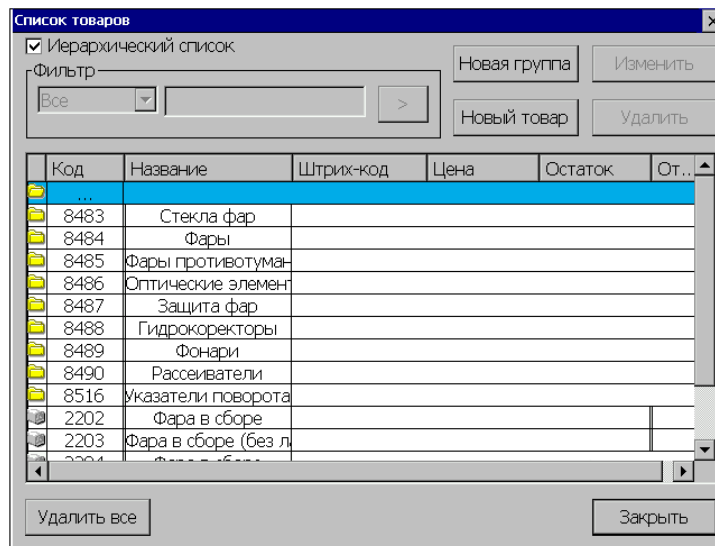 Список товаров
Иерархический список
Фильтр
Все
>
Новая группа
Изменить
Новый товар
Удалить
Код Название Штрих-код Цена Остаток От..
...
8483 Стекла фар
8484 Фары
8485 Фары противотуман
8486 Оптические элемент
8487 Защита фар
8488 Гидрокоректоры
8489 Фонари
8490 Рассеиватели
8516 Указатели поворота
2202 Фара в сборе
2203 Фара в сборе (без л
Удалить все
Закрыть